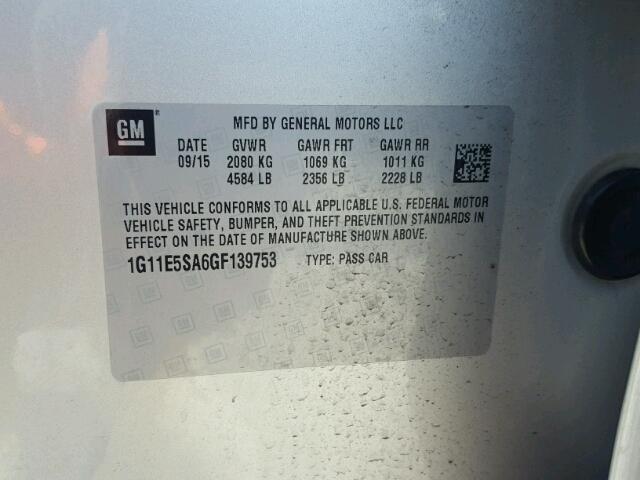 GM ® MFD BY GENERAL MOTORS LLC
DATE GVWR GAWR FRT GAWR RR
09/15 2080 KG 1069 KG 1011 KG
4584 LB 2356 LB 2228 LB
THIS VEHICLE CONFORMS TO ALL APPLICABLE U.S. FEDERAL MOTOR
VEHICLE SAFETY, BUMPER, AND THEFT PREVENTION STANDARDS IN
EFFECT ON THE DATE OF MANUFACTURE SHOWN ABOVE.
1G11E5SA6GF139753 TYPE: PASS CAR